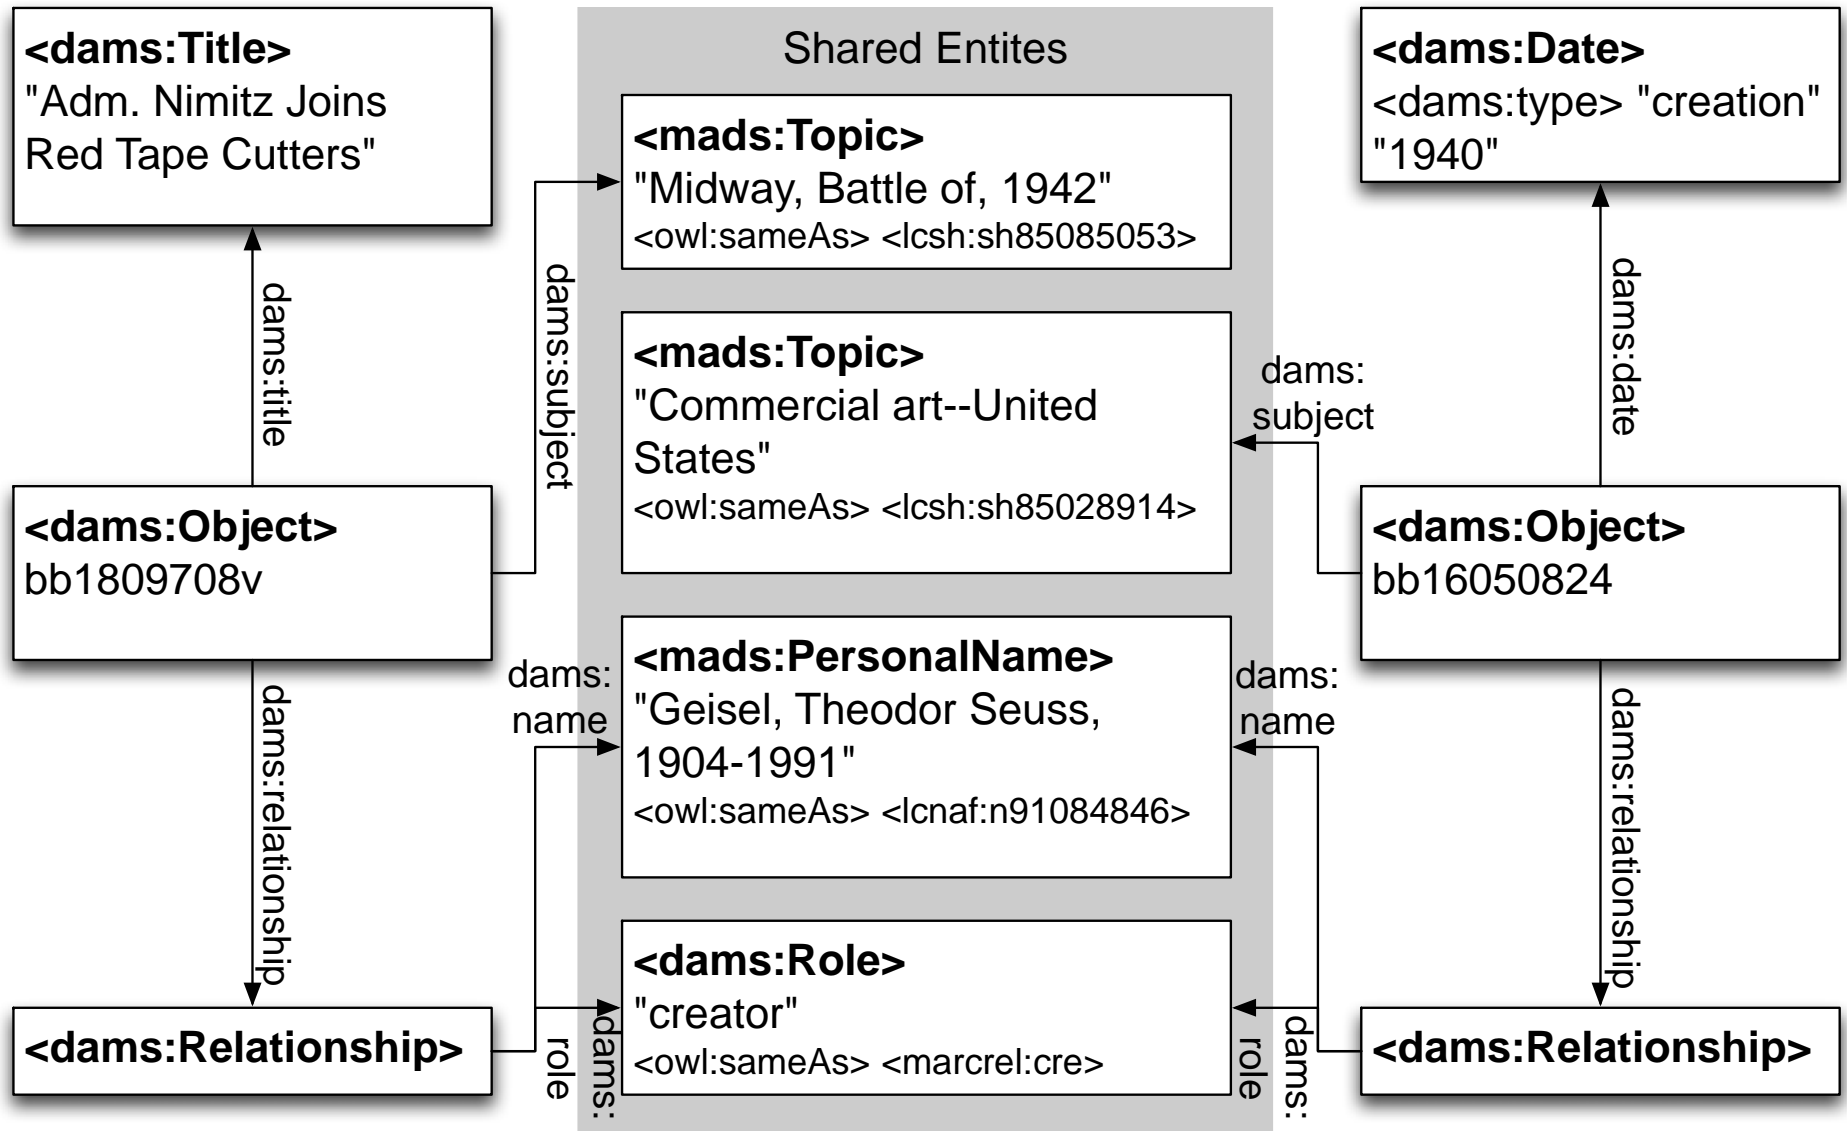 <dams:Title>
"Adm. Nimitz Joins
Red Tape Cutters"
dams:title
<dams:Object>
bb1809708v
dams:relationship
<dams:Relationship>
dams:subject
dams:
name
dams:
role
Shared Entites
<mads:Topic>
"Midway, Battle of, 1942"
<owl:sameAs> <lcsh:sh85085053>
<mads:Topic>
"Commercial art--United
States"
<owl:sameAs> <lcsh:sh85028914>
<mads:PersonalName>
"Geisel, Theodor Seuss,
1904-1991"
<owl:sameAs> <lcnaf:n91084846>
<dams:Role>
"creator"
<owl:sameAs> <marcrel:cre>
dams:
subject
dams:
name
dams:
role
<dams:Date>
<dams:type> "creation"
"1940"
dams:date
<dams:Object>
bb16050824
dams:relationship
<dams:Relationship>